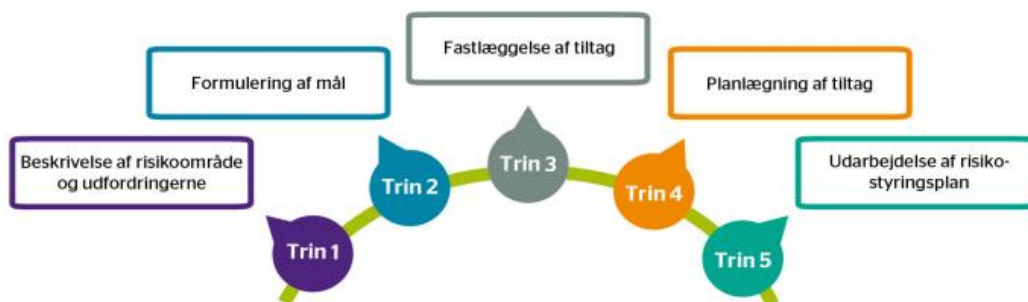 Beskrivelse af risikoområde
og udfordringerne
Trin 1
Formulering af mål
Trin 2
Fastlæggelse af tiltag
Trin 3
Planlægning af tiltag
Trin 4
Udarbejdelse af risiko-
styringsplan
Trin 5